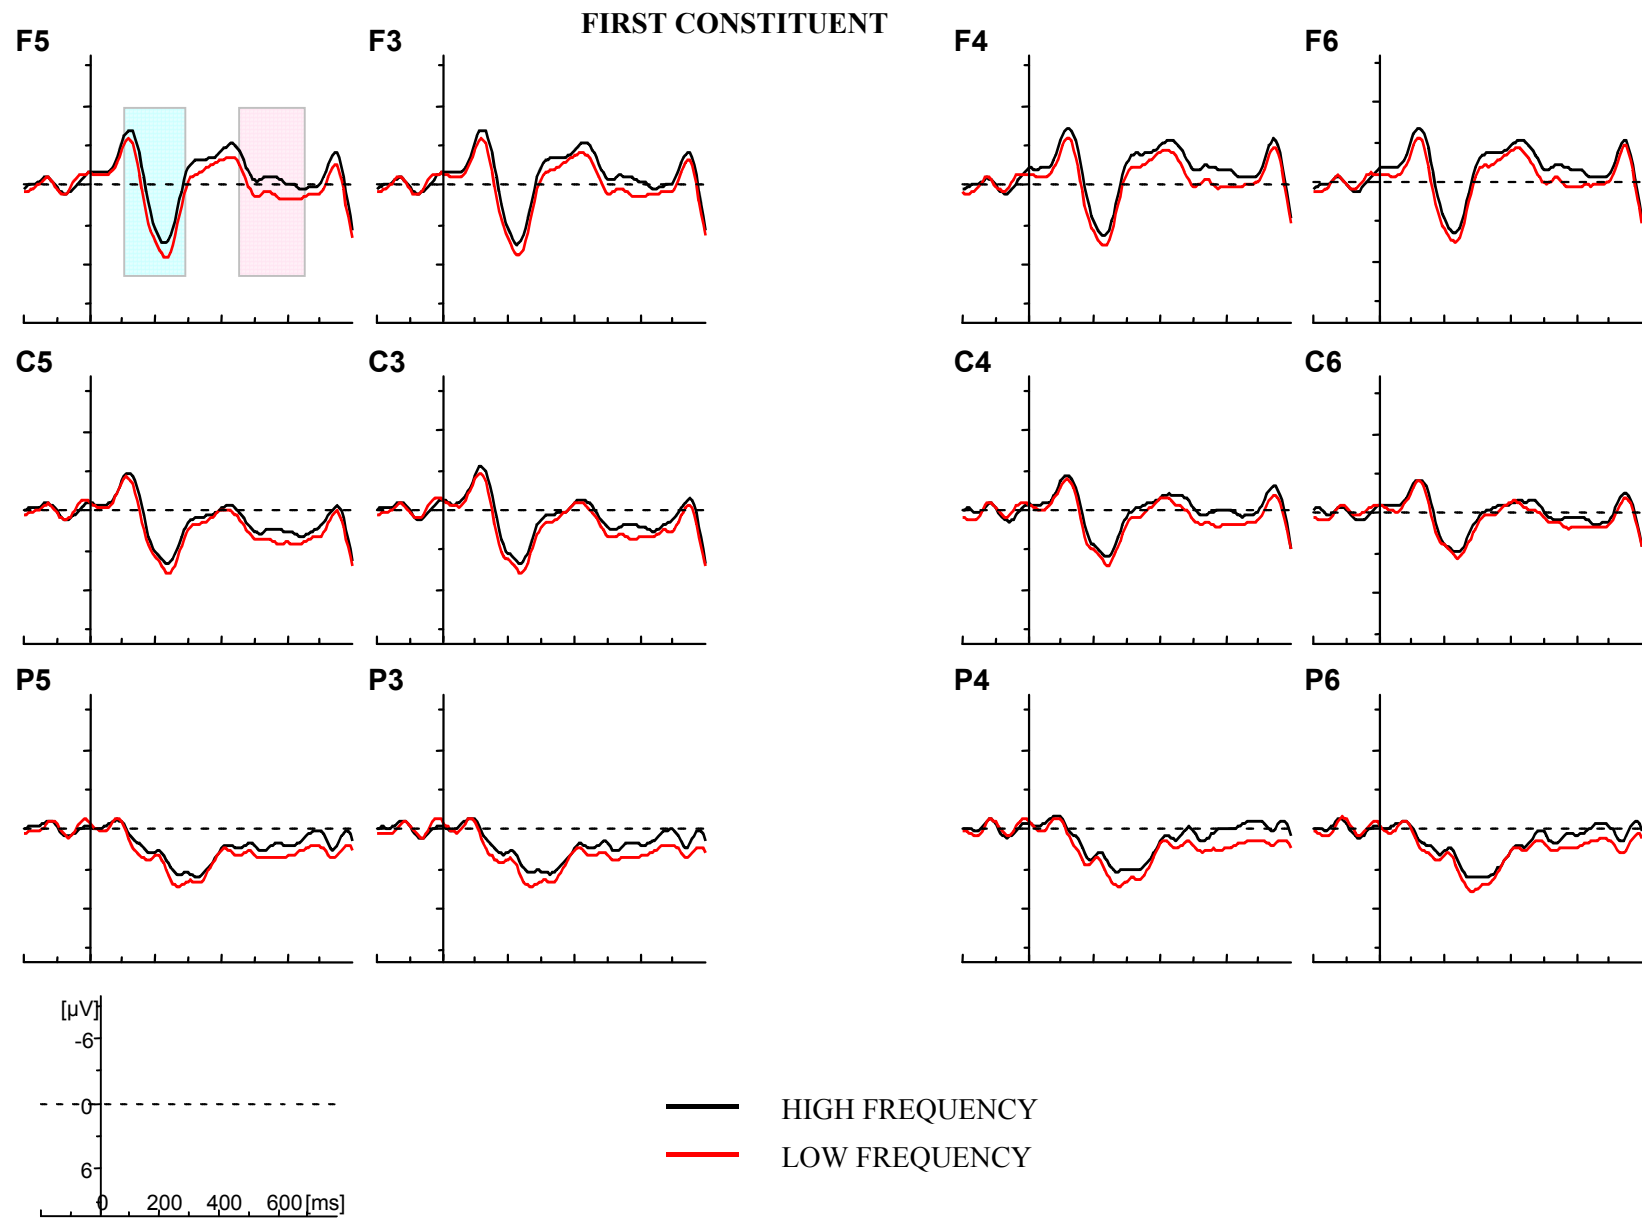 FIRST CONSTITUENT
F5 F3 F4 F6
C5 C3 C4 C6
P5 P3 P4 P6
[µV]
-6
0
6
0 200 400 600 [ms]
HIGH FREQUENCY
LOW FREQUENCY